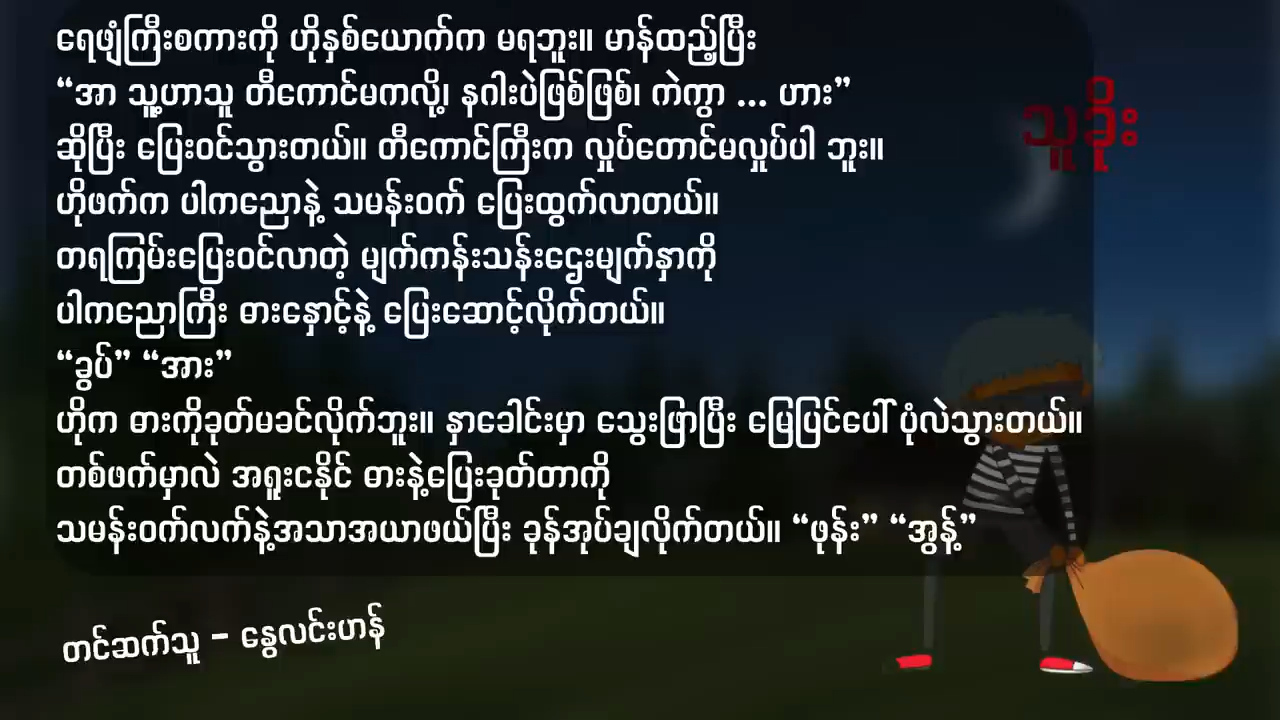 ရေဖျံကြီးစကားကို ဟိုနှစ်ယောက်က မရဘူး။ မာန်ထည့်ပြီး
“အာ သူ့ဟာသူ တီကောင်မကလို့၊ နဂါးပဲဖြစ်ဖြစ်၊ ကဲကွာ ... ဟား”
ဆိုပြီး ပြေးဝင်သွားတယ်။ တီကောင်ကြီးက လှုပ်တောင်မလှုပ်ပါ ဘူး။
ဟိုဖက်က ပါကညောနဲ့ သမန်းဝက် ပြေးထွက်လာတယ်။
တရကြမ်းပြေးဝင်လာတဲ့ မျက်ကန်းသန်းဌေးမျက်နှာကို
ပါကညောကြီး ဓားနှောင့်နဲ့ ပြေးဆောင့်လိုက်တယ်။
“ခွပ်” “အား”
ဟိုက ဓားကိုခုတ်မခင်လိုက်ဘူး။ နှာခေါင်းမှာ သွေးဖြာပြီး မြေပြင်ပေါ် ပုံလဲသွားတယ်။
တစ်ဖက်မှာလဲ အရူးငနိုင် ဓားနဲ့ပြေးခုတ်တာကို
သမန်းဝက်လက်နဲ့အသာအယာဖယ်ပြီး ခုန်အုပ်ချလိုက်တယ်။ “ဖုန်း” “အွန့်”
သူခိုး
တင်ဆက်သူ - နွေလင်းဟန်